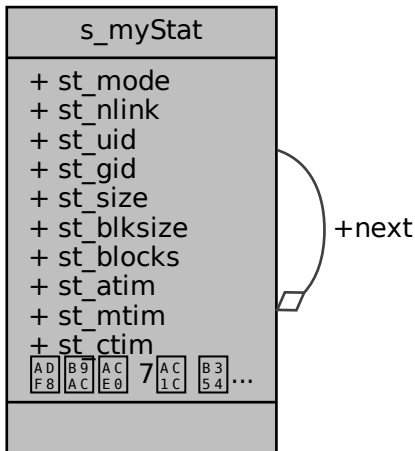 s_myStat
+ st_mode
+ st_nlink
+ st_uid
+ st_gid
+ st_size
+ st_blksize
+ st_blocks
+ st_atim
+ st_mtim
+ st_ctim
7 ...
+next